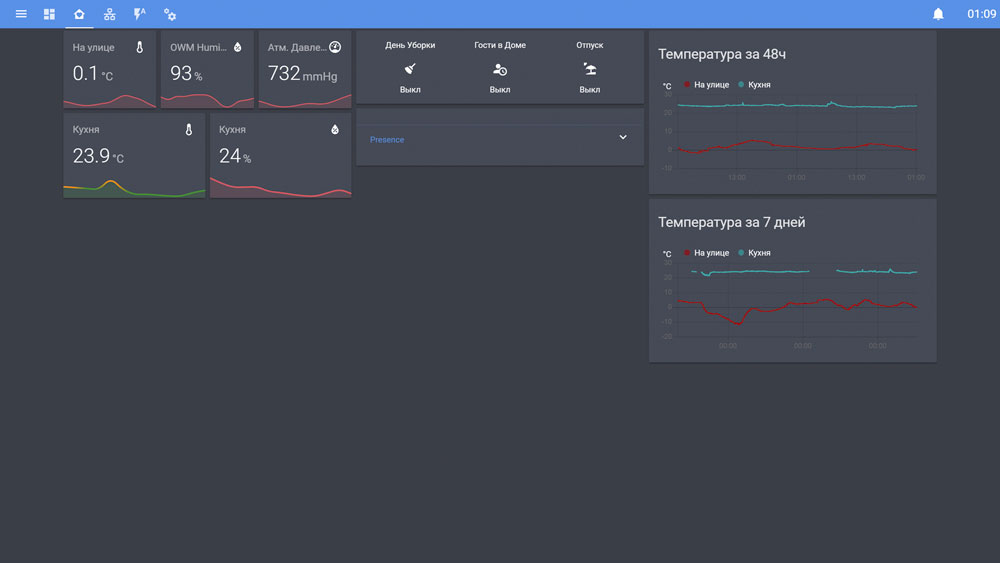 01:09
На улице
0.1 °C
OWM Humi...
93 %
Атм. Давле...
732 mmHg
Кухня
23.9 °C
Кухня
24 %
День Уборки
Гости в Доме
Отпуск
Выкл
Выкл
Выкл
Presence
Температура за 48ч
°C
На улице
Кухня
30
20
10
0
-10
13:00
01:00
13:00
01:00
Температура за 7 дней
°C
На улице
Кухня
30
20
10
0
-10
-20
00:00
00:00
00:00